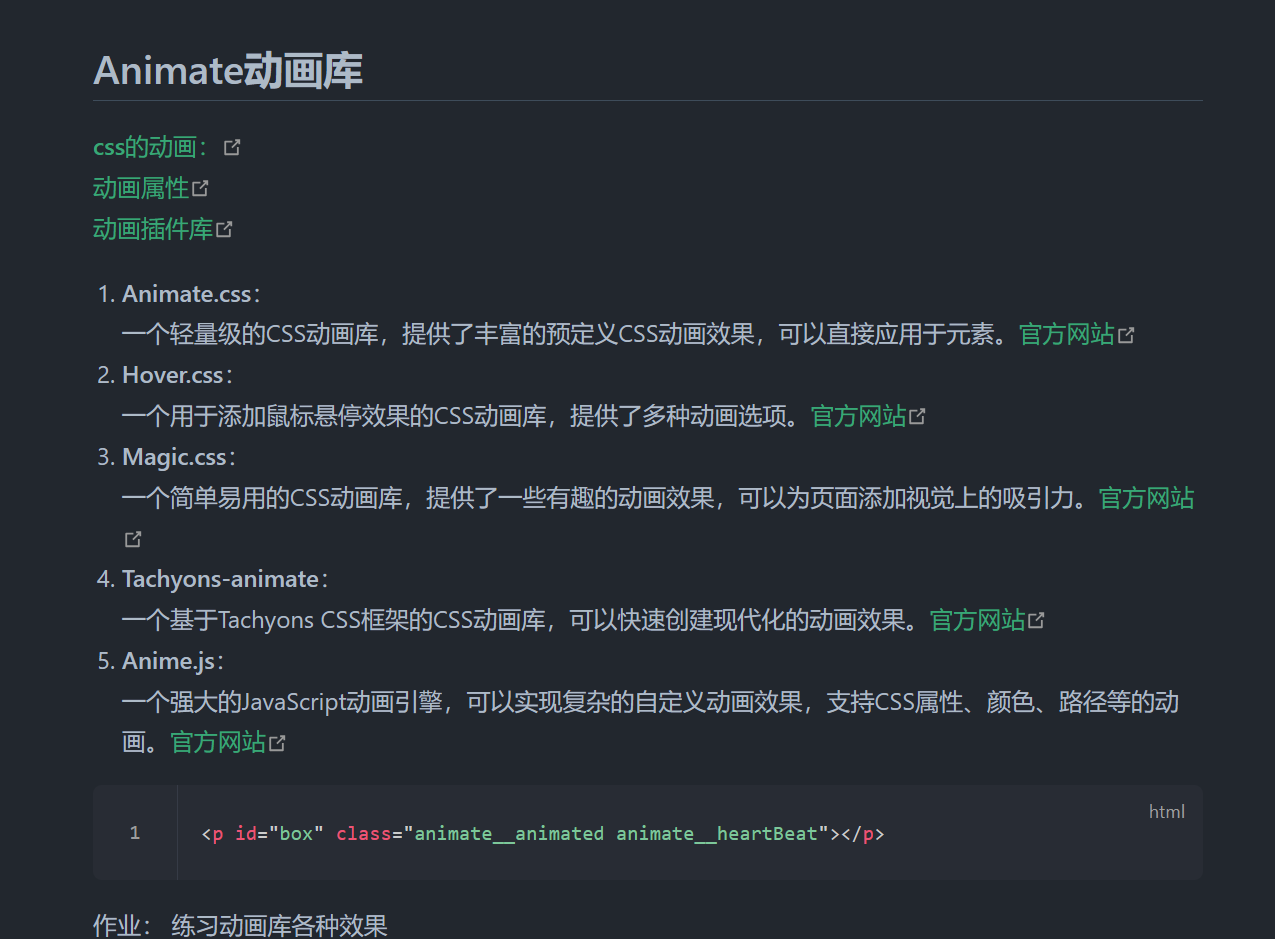 Animate动画库
css的动画：
动画属性
动画插件库
1. Animate.css：
一个轻量级的CSS动画库，提供了丰富的预定义CSS动画效果，可以直接应用于元素。官方网站
2. Hover.css：
一个用于添加鼠标悬停效果的CSS动画库，提供了多种动画选项。官方网站
3. Magic.css：
一个简单易用的CSS动画库，提供了一些有趣的动画效果，可以为页面添加视觉上的吸引力。官方网站
4. Tachyons-animate：
一个基于Tachyons CSS框架的CSS动画库，可以快速创建现代化的动画效果。官方网站
5. Anime.js：
一个强大的JavaScript动画引擎，可以实现复杂的自定义动画效果，支持CSS属性、颜色、路径等的动
画。官方网站
html
1 <p id="box" class="animate__animated animate__heartBeat"></p>
作业： 练习动画库各种效果